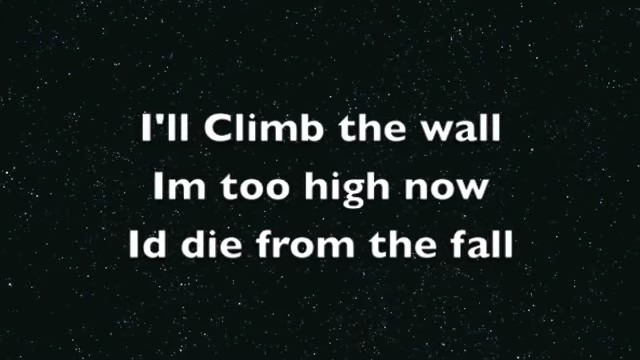 I'll Climb the wall
Im too high now
Id die from the fall